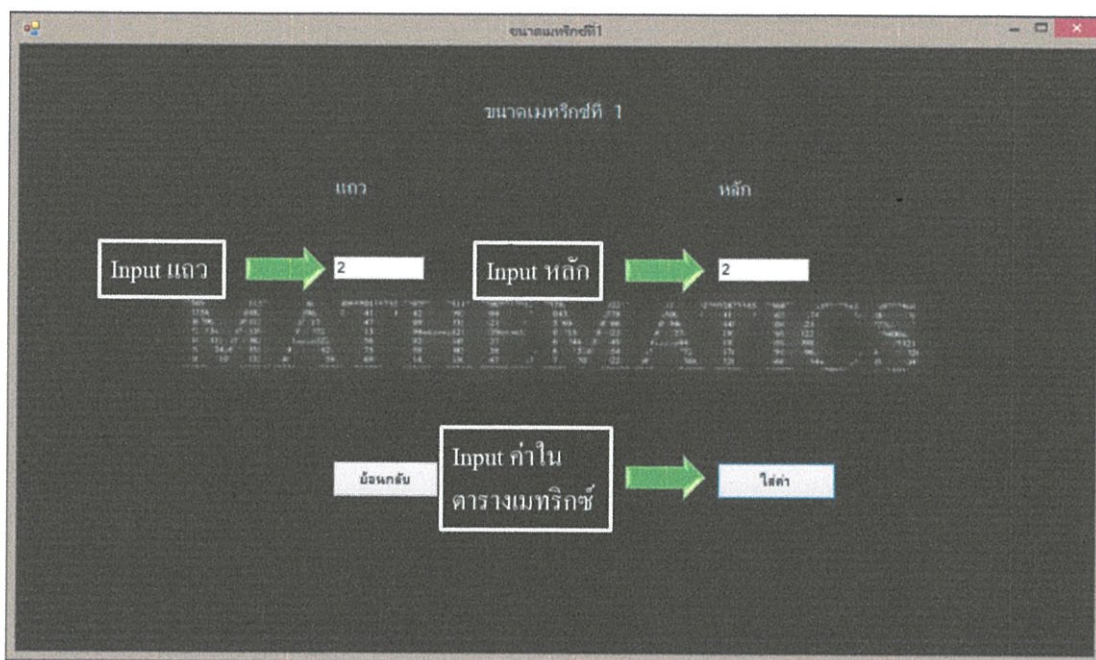 ขนาดเมทริกซ์ที่1
ขนาดเมทริกซ์ที่ 1
แถว
หลัก
Input แถว
2
Input หลัก
2
MATHEMATICS
Input ค่าใน
ตารางเมทริกซ์
ย้อนกลับ
ใส่ค่า